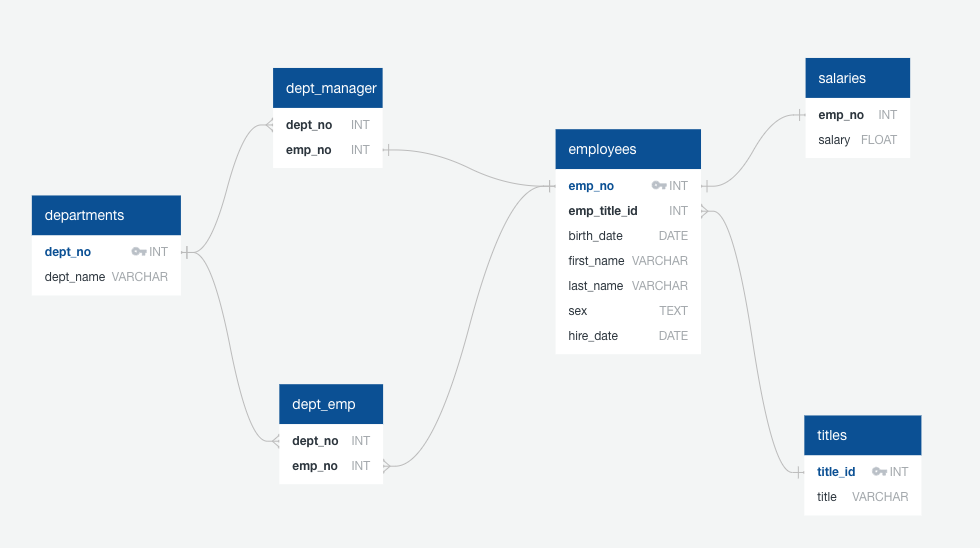 departments
dept_no INT
dept_name VARCHAR
dept_manager
dept_no INT
emp_no INT
dept_emp
dept_no INT
emp_no INT
employees
emp_no INT
emp_title_id INT
birth_date DATE
first_name VARCHAR
last_name VARCHAR
sex TEXT
hire_date DATE
salaries
emp_no INT
salary FLOAT
titles
title_id INT
title VARCHAR